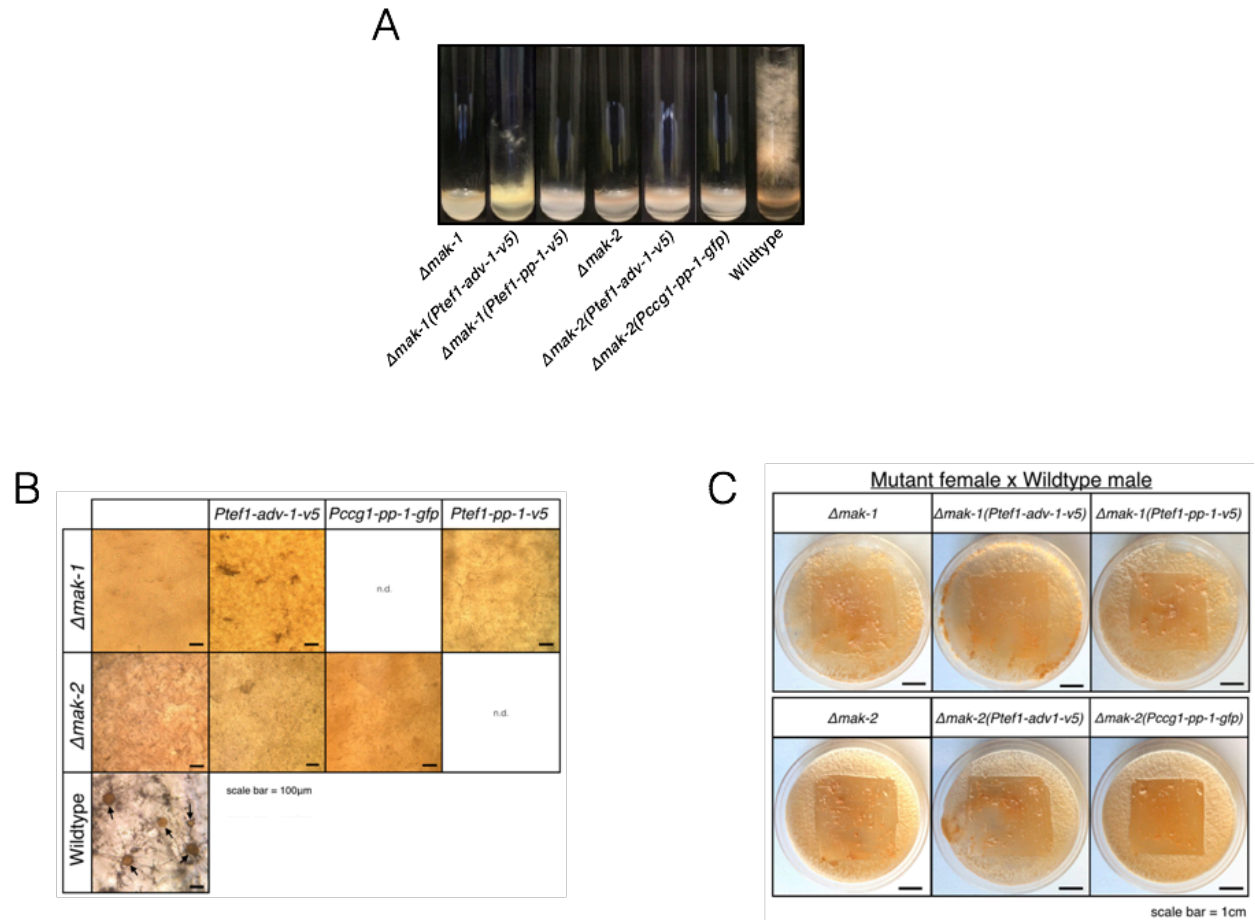 A
Δmak-1
Δmak-1(Ptef1-adv-1-v5)
Δmak-1(Ptef1-pp-1-v5)
Δmak-2
Δmak-2(Ptef1-adv-1-v5)
Δmak-2(Pccg1-pp-1-gfp)
Wildtype
B
Ptef1-adv-1-v5 Pccg1-pp-1-gfp Ptef1-pp-1-v5
Δmak-1
n.d.
Δmak-2
n.d.
Wildtype
scale bar = 100µm
C
Mutant female x Wildtype male
Δmak-1 Δmak-1(Ptef1-adv-1-v5) Δmak-1(Ptef1-pp-1-v5)
Δmak-2 Δmak-2(Ptef1-adv1-v5) Δmak-2(Pccg1-pp-1-gfp)
scale bar = 1cm